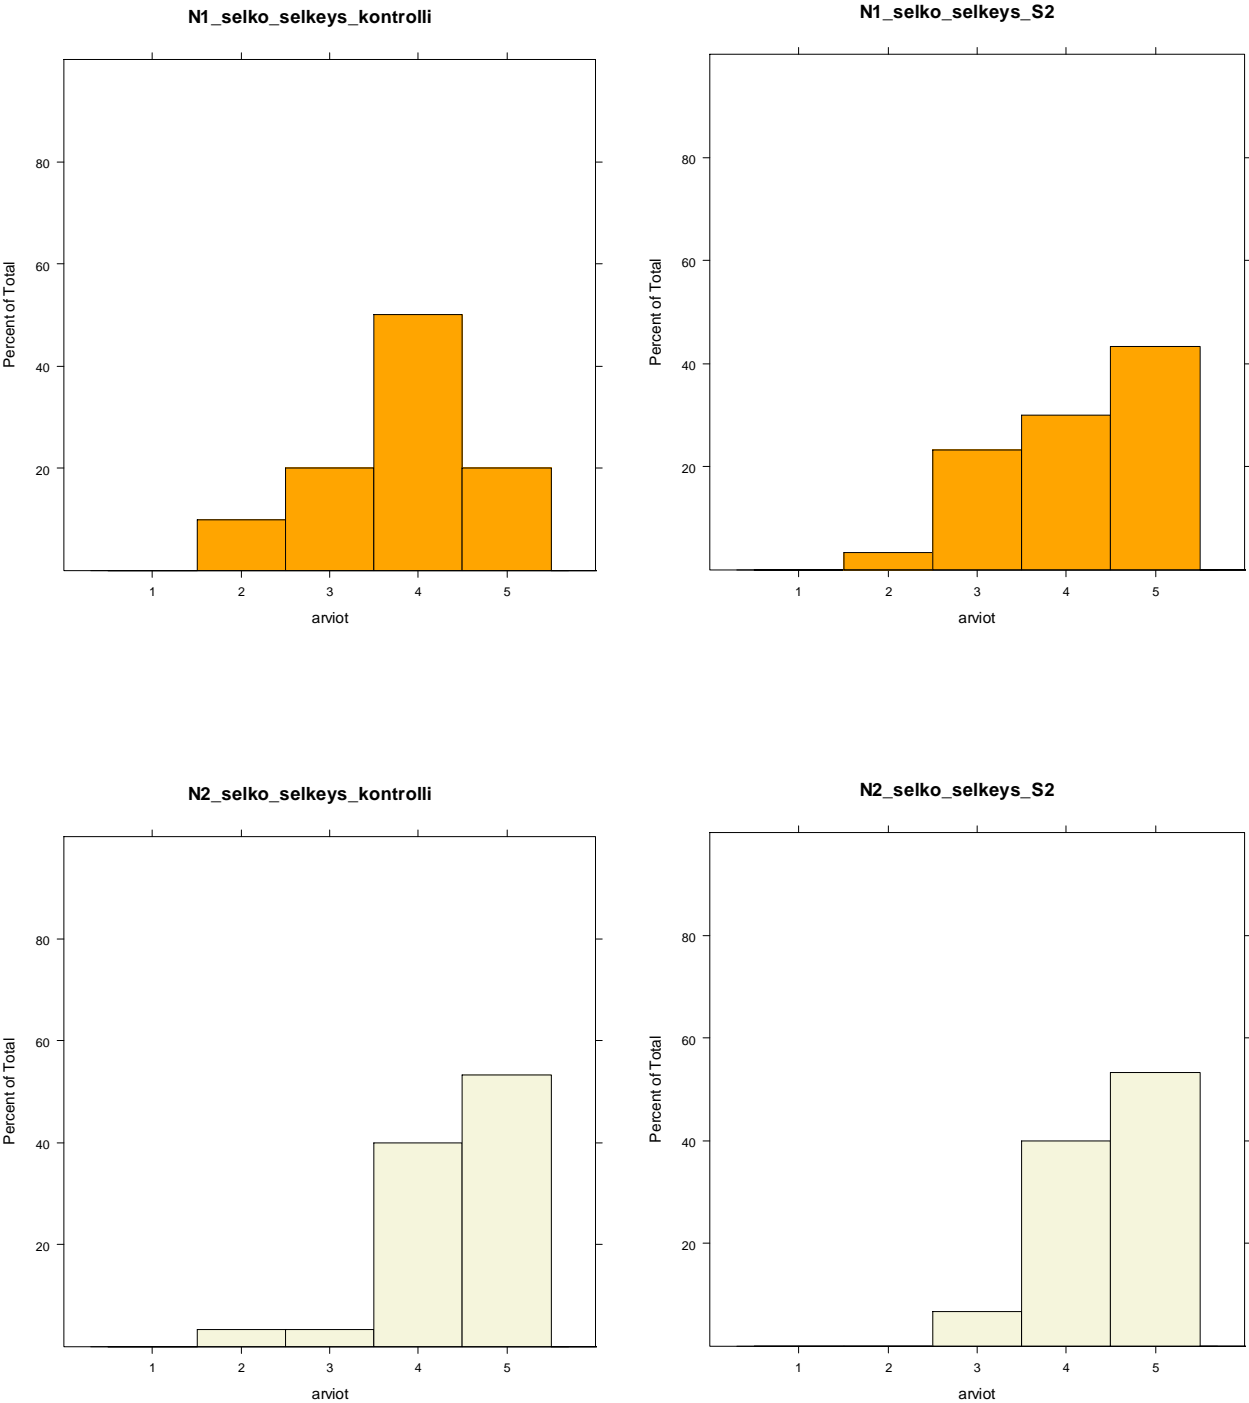 N1_selko_selkeys_kontrolli
Percent of Total
80
60
40
20
1 2 3 4 5
arviot
N1_selko_selkeys_S2
Percent of Total
80
60
40
20
1 2 3 4 5
arviot
N2_selko_selkeys_kontrolli
Percent of Total
80
60
40
20
1 2 3 4 5
arviot
N2_selko_selkeys_S2
Percent of Total
80
60
40
20
1 2 3 4 5
arviot